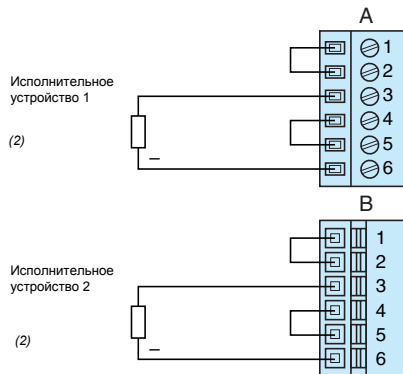 A
1
2
Исполнительное
устройство 1
3
4
(2)
5
–
6
B
1
2
Исполнительное
устройство 2
3
4
(2)
5
–
6